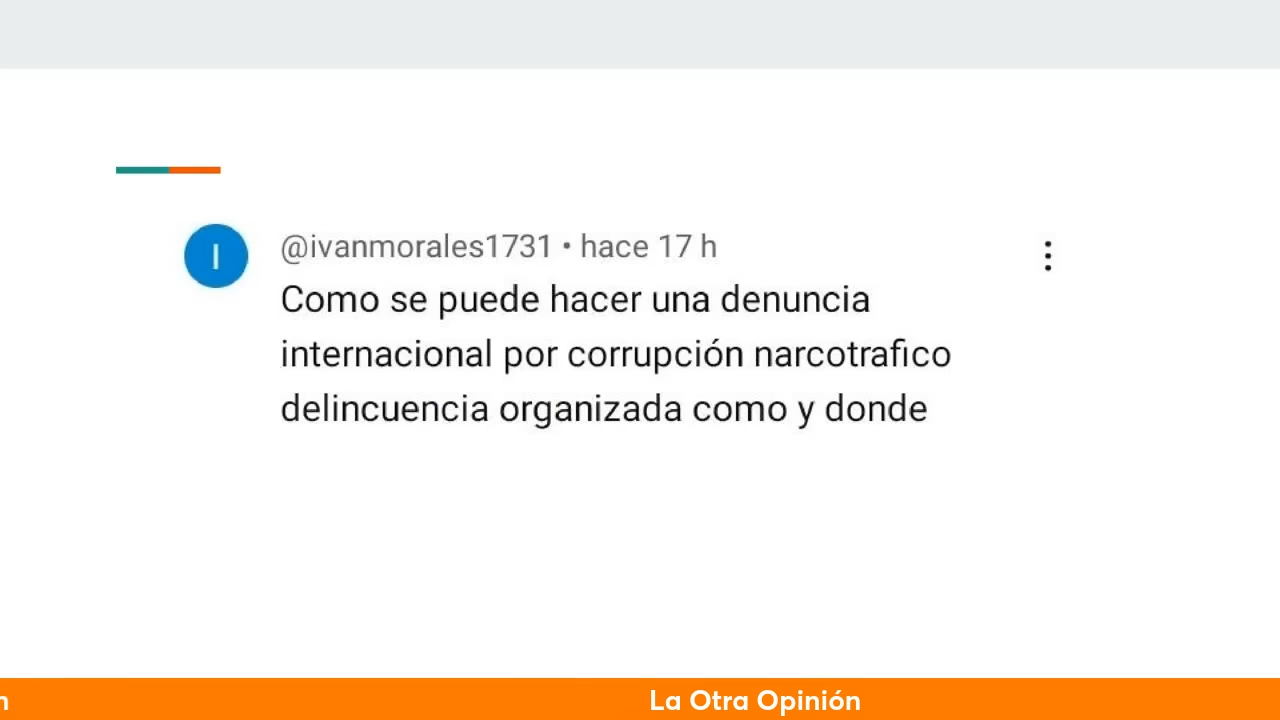 I
@ivanmorales1731 • hace 17 h
Como se puede hacer una denuncia
internacional por corrupción narcotrafico
delincuencia organizada como y donde
n
La Otra Opinión